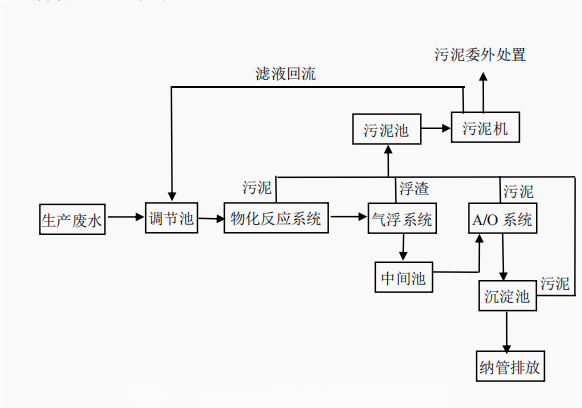 污泥委外处置
滤液回流
污泥池
污泥机
污泥
浮渣
污泥
生产废水
调节池
物化反应系统
气浮系统
A/O 系统
中间池
污泥
沉淀池
纳管排放